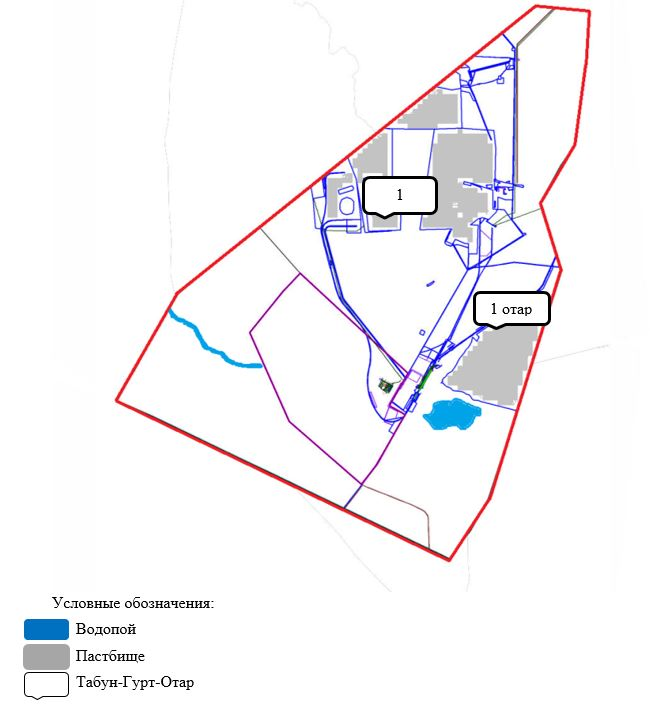 1
1 отар
Условные обозначения:
Водопой
Пастбище
Табун-Гурт-Отар